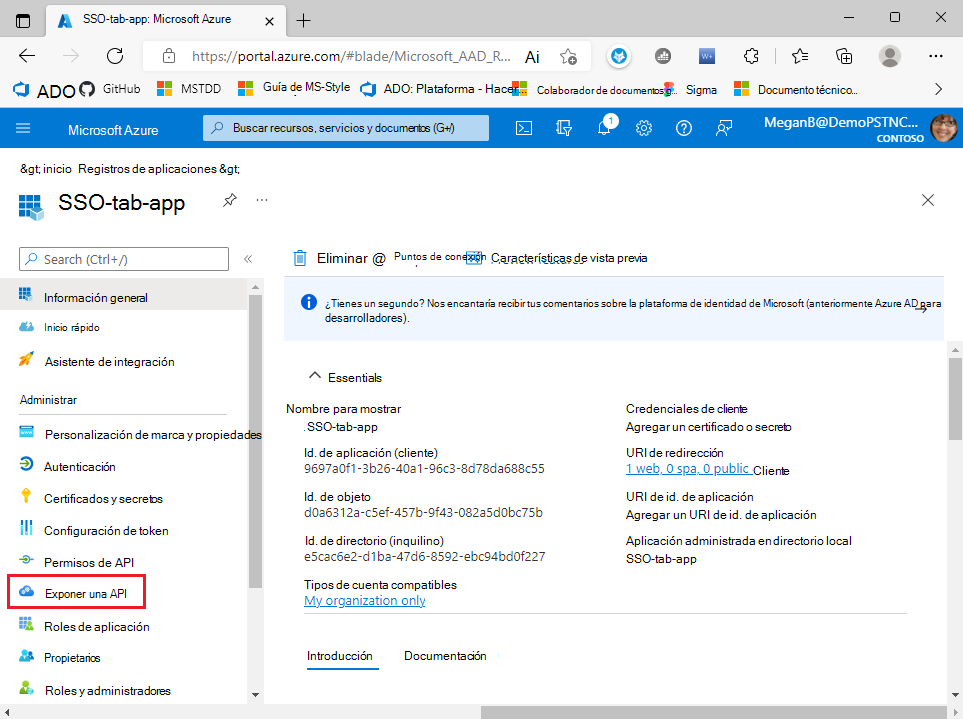 SSO-tab-app: Microsoft Azure
https://portal.azure.com/#blade/Microsoft_AAD_R...
Ai
ADO
GitHub
MSTDD
Guía de MS-Style
ADO: Plataforma - Hacer...
Colaborador de documentos
Sigma
Documento técnico...
Microsoft Azure
Buscar recursos, servicios y documentos (G+/)
1
MeganB@DemoPSTNC...
CONTOSO
&gt; inicio Registros de aplicaciones &gt;
SSO-tab-app
...
Search (Ctrl+/)
«
Eliminar @
Puntos de conexión
Características de vista previa
Información general
Inicio rápido
Asistente de integración
Administrar
Personalización de marca y propiedades
Autenticación
Certificados y secretos
Configuración de token
Permisos de API
Exponer una API
Roles de aplicación
Propietarios
Roles y administradores
¿Tienes un segundo? Nos encantaría recibir tus comentarios sobre la plataforma de identidad de Microsoft (anteriormente Azure AD para
desarrolladores).
Essentials
Nombre para mostrar
.SSO-tab-app
Id. de aplicación (cliente)
9697a0f1-3b26-40a1-96c3-8d78da688c55
Id. de objeto
d0a6312a-c5ef-457b-9f43-082a5d0bc75b
Id. de directorio (inquilino)
e5cac6e2-d1ba-47d6-8592-ebc94bd0f227
Tipos de cuenta compatibles
My organization only
Credenciales de cliente
Agregar un certificado o secreto
URI de redirección
1 web, 0 spa, 0 public Cliente
URI de id. de aplicación
Agregar un URI de id. de aplicación
Aplicación administrada en directorio local
SSO-tab-app
Introducción
Documentación